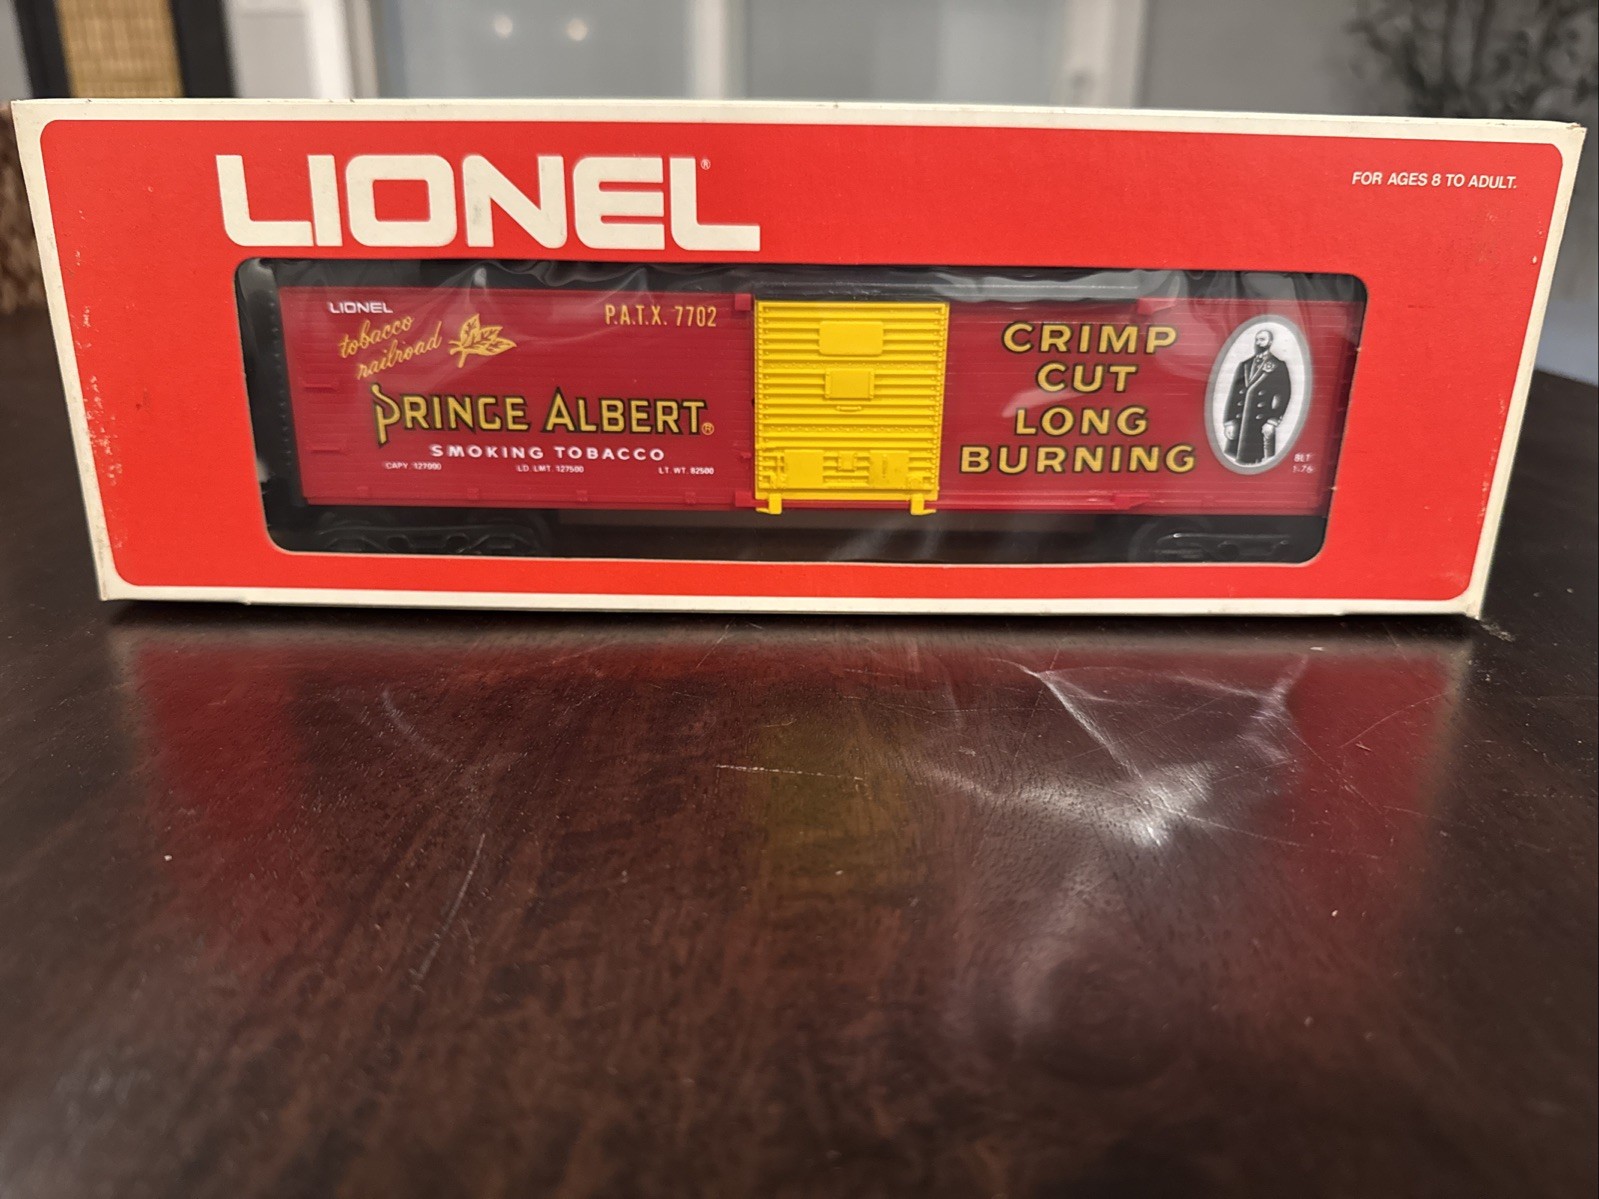 LIONEL®
FOR AGES 8 TO ADULT.
LIONEL
tobacco
railroad
P.A.T.X. 7702
PRINCE ALBERT®
SMOKING TOBACCO
CAPY 127000 LD. LMT. 127500 LT. WT. 82500
CRIMP
CUT
LONG
BURNING
BLT
1-76